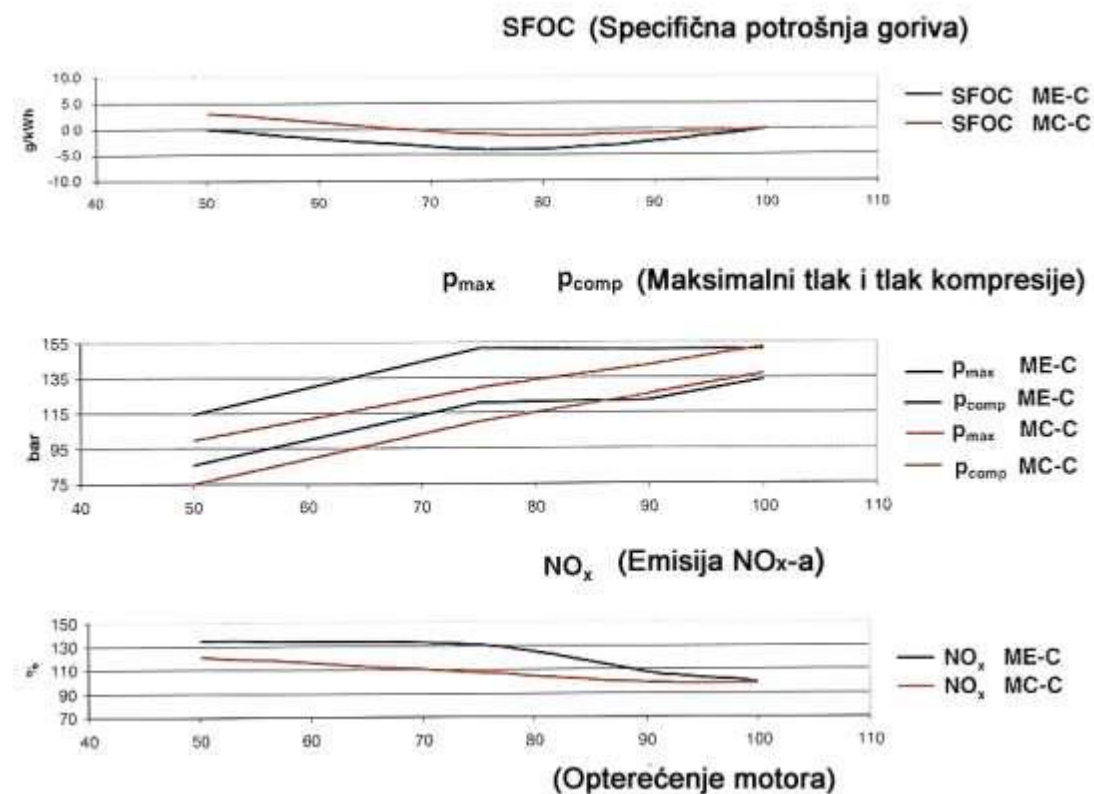 SFOC (Specifična potrošnja goriva)
10.0
5.0
0.0
-5.0
-10.0
g/kWh
40 50 60 70 80 90 100 110
SFOC ME-C
SFOC MC-C
pmax pcomp (Maksimalni tlak i tlak kompresije)
155
135
115
95
75
bar
40 50 60 70 80 90 100 110
pmax ME-C
pcomp ME-C
pmax MC-C
pcomp MC-C
NOx (Emisija NOx-a)
150
130
110
90
70
%
40 50 60 70 80 90 100 110
NOx ME-C
NOx MC-C
(Opterećenje motora)